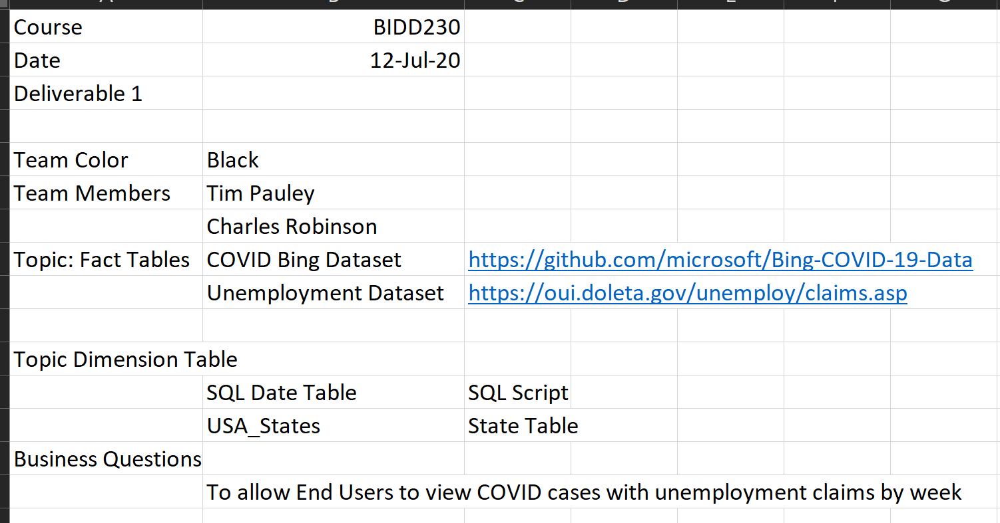 Course BIDD230
Date 12-Jul-20
Deliverable 1
Team Color Black
Team Members Tim Pauley
Charles Robinson
Topic: Fact Tables COVID Bing Dataset https://github.com/microsoft/Bing-COVID-19-Data
Unemployment Dataset https://oui.doleta.gov/unemploy/claims.asp
Topic Dimension Table
SQL Date Table SQL Script
USA_States State Table
Business Questions
To allow End Users to view COVID cases with unemployment claims by week